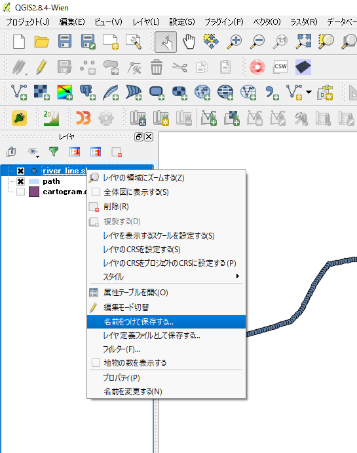 QGIS2.8.4-Wien
プロジェクト(J) 編集(E) ビュー(V) レイヤ(L) 設定(S) プラグイン(P) ベクタ(O) ラスタ(R) データベー
CSW
20
レイヤ
river_line.s
path
cartogram.
レイヤの領域にズームする(Z)
全体図に表示する(S)
削除(R)
複製する(D)
レイヤを表示するスケールを設定する(S)
レイヤのCRSを設定する(S)
レイヤのCRSをプロジェクトのCRSに設定する(P)
スタイル
属性テーブルを開く(O)
編集モード切替
名前をつけて保存する...
レイヤ定義ファイルとして保存する...
フィルター(F)...
地物の数を表示する
プロパティ(P)
名前を変更する(N)